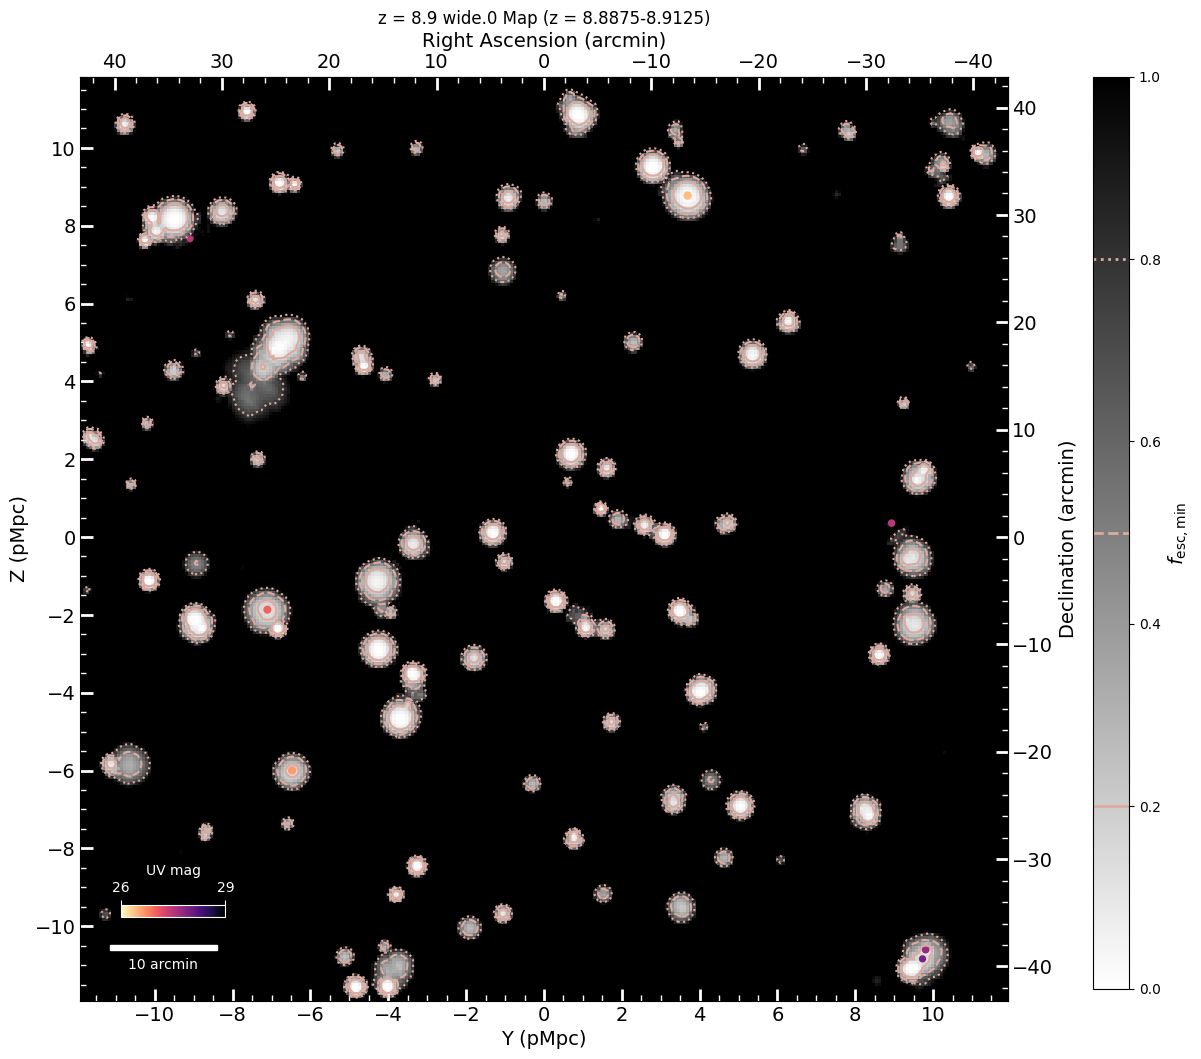 z = 8.9 wide.0 Map (z = 8.8875-8.9125)
Right Ascension (arcmin)
40 30 20 10 0 −10 −20 −30 −40
10
8
6
4
2
0
−2
−4
−6
−8
−10
Z (pMpc)
40
30
20
10
0
−10
−20
−30
−40
Declination (arcmin)
1.0
0.8
0.6
0.4
0.2
0.0
fesc, min
UV mag
26 29
10 arcmin
−10 −8 −6 −4 −2 0 2 4 6 8 10
Y (pMpc)